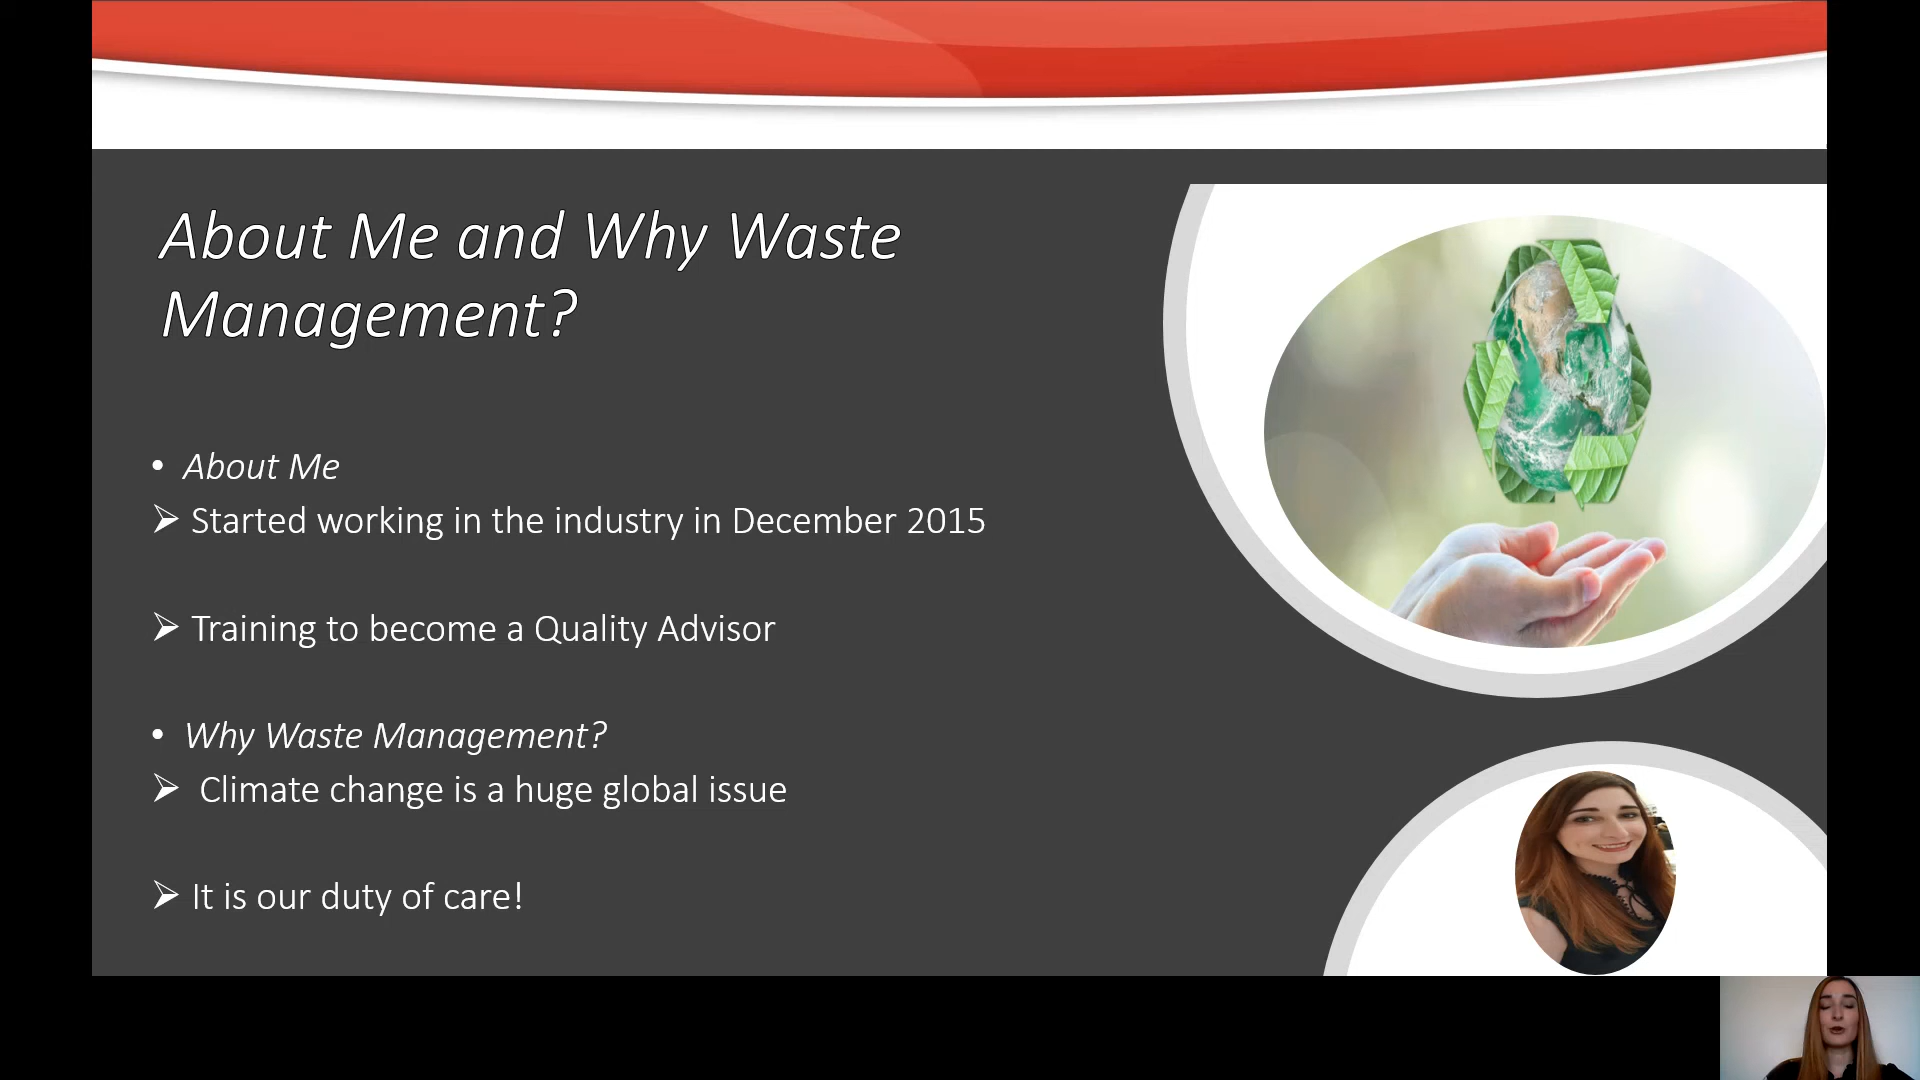 About Me and Why Waste
Management?
• About Me
➢ Started working in the industry in December 2015
➢ Training to become a Quality Advisor
• Why Waste Management?
➢ Climate change is a huge global issue
➢ It is our duty of care!